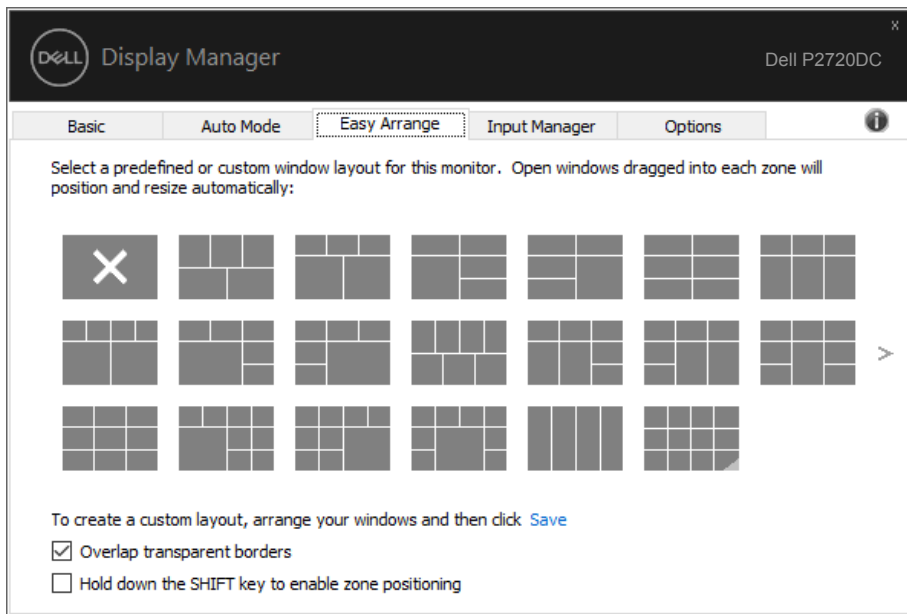 x
DELL Display Manager
Dell P2720DC
Basic Auto Mode Easy Arrange Input Manager Options
Select a predefined or custom window layout for this monitor. Open windows dragged into each zone will
position and resize automatically:
>
To create a custom layout, arrange your windows and then click Save
Overlap transparent borders
Hold down the SHIFT key to enable zone positioning